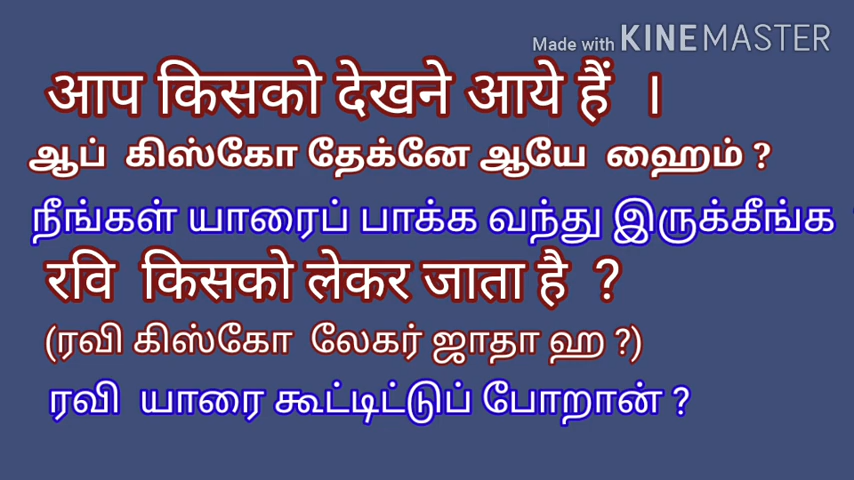 Made with KINEMASTER
आप किसको देखने आये हैं ।
ஆப் கிஸ்கோ தேக்னே ஆயே ஹைம் ?
நீங்கள் யாரைப் பாக்க வந்து இருக்கீங்க
रवि किसको लेकर जाता है ?
(ரவி கிஸ்கோ லேகர் ஜாதா ஹ ?)
ரவி யாரை கூட்டிட்டுப் போறான் ?